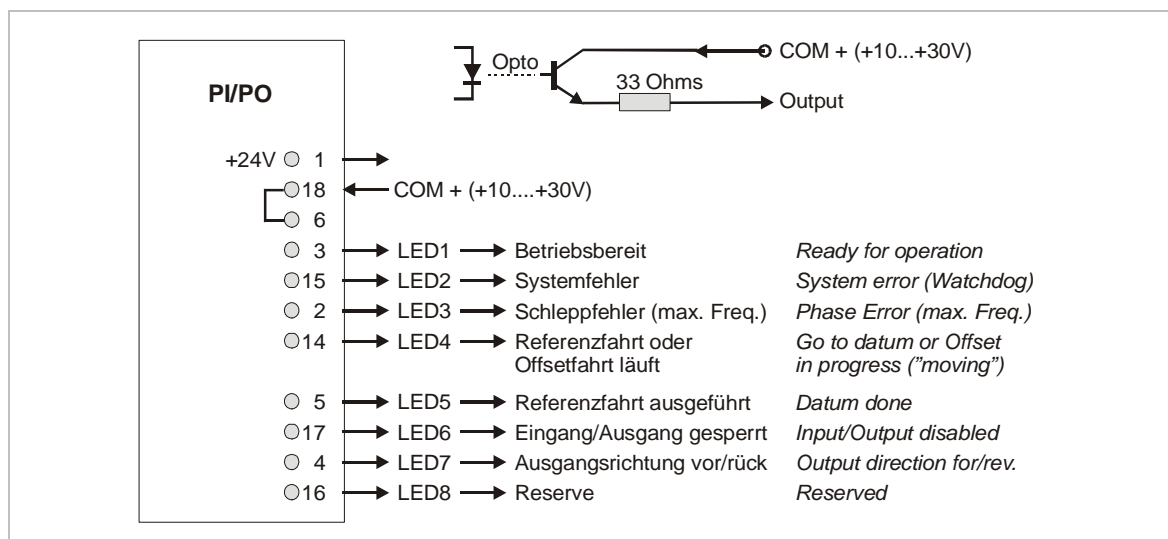 Opto
COM + (+10...+30V)
33 Ohms
Output
PI/PO
+24V 1
18 COM + (+10....+30V)
6
3 LED1 Betriebsbereit Ready for operation
15 LED2 Systemfehler System error (Watchdog)
2 LED3 Schleppfehler (max. Freq.) Phase Error (max. Freq.)
14 LED4 Referenzfahrt oder Go to datum or Offset
Offsetfahrt läuft in progress ("moving")
5 LED5 Referenzfahrt ausgeführt Datum done
17 LED6 Eingang/Ausgang gesperrt Input/Output disabled
4 LED7 Ausgangsrichtung vor/rück Output direction for/rev.
16 LED8 Reserve Reserved